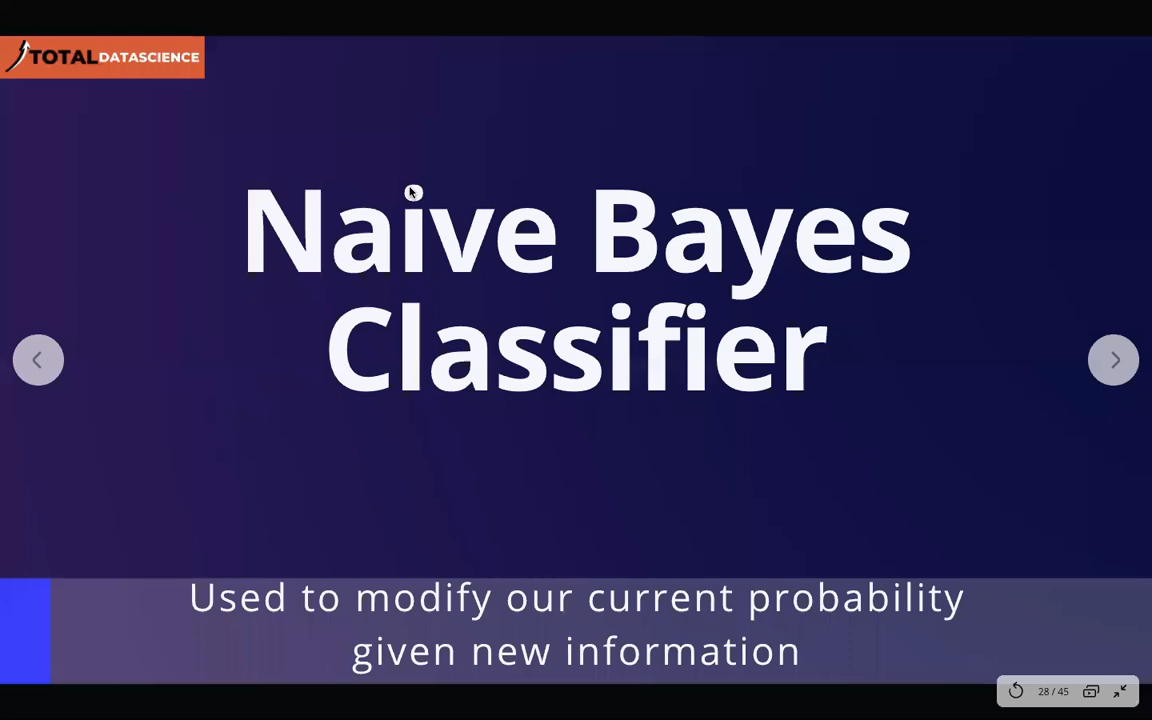 TOTALDATASCIENCE
Naive Bayes
Classifier
Used to modify our current probability
given new information
28 / 45